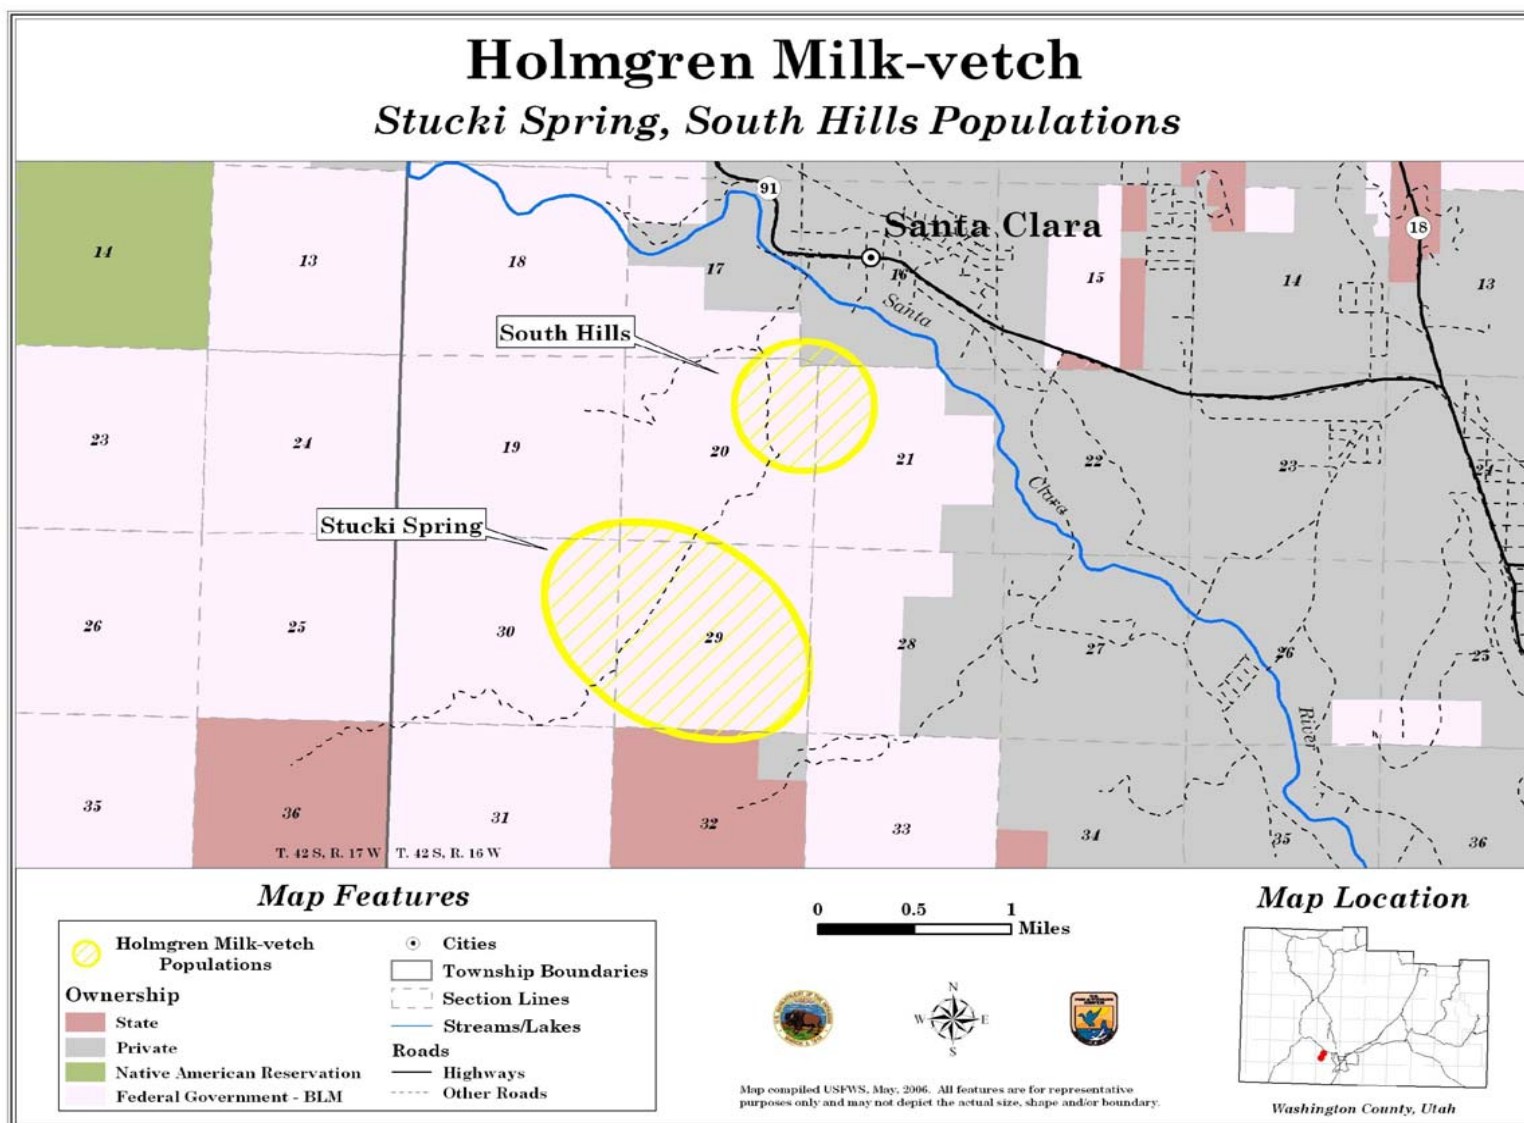 Holmgren Milk-vetch
Stucki Spring, South Hills Populations
91
Santa Clara
18
14
13
18
17
16
15
14
13
Santa
South Hills
23
24
19
20
21
22
23
24
Clara
Stucki Spring
26
25
30
29
28
27
26
25
River
35
36
31
32
33
34
35
36
T. 42 S, R. 17 W
T. 42 S, R. 16 W
Map Features
Holmgren Milk-vetch
Populations
Ownership
State
Private
Native American Reservation
Federal Government - BLM
Cities
Township Boundaries
Section Lines
Streams/Lakes
Roads
Highways
Other Roads
0 0.5 1
Miles
N
W E
S
Map compiled USFWS, May, 2006. All features are for representative
purposes only and may not depict the actual size, shape and/or boundary.
Map Location
Washington County, Utah